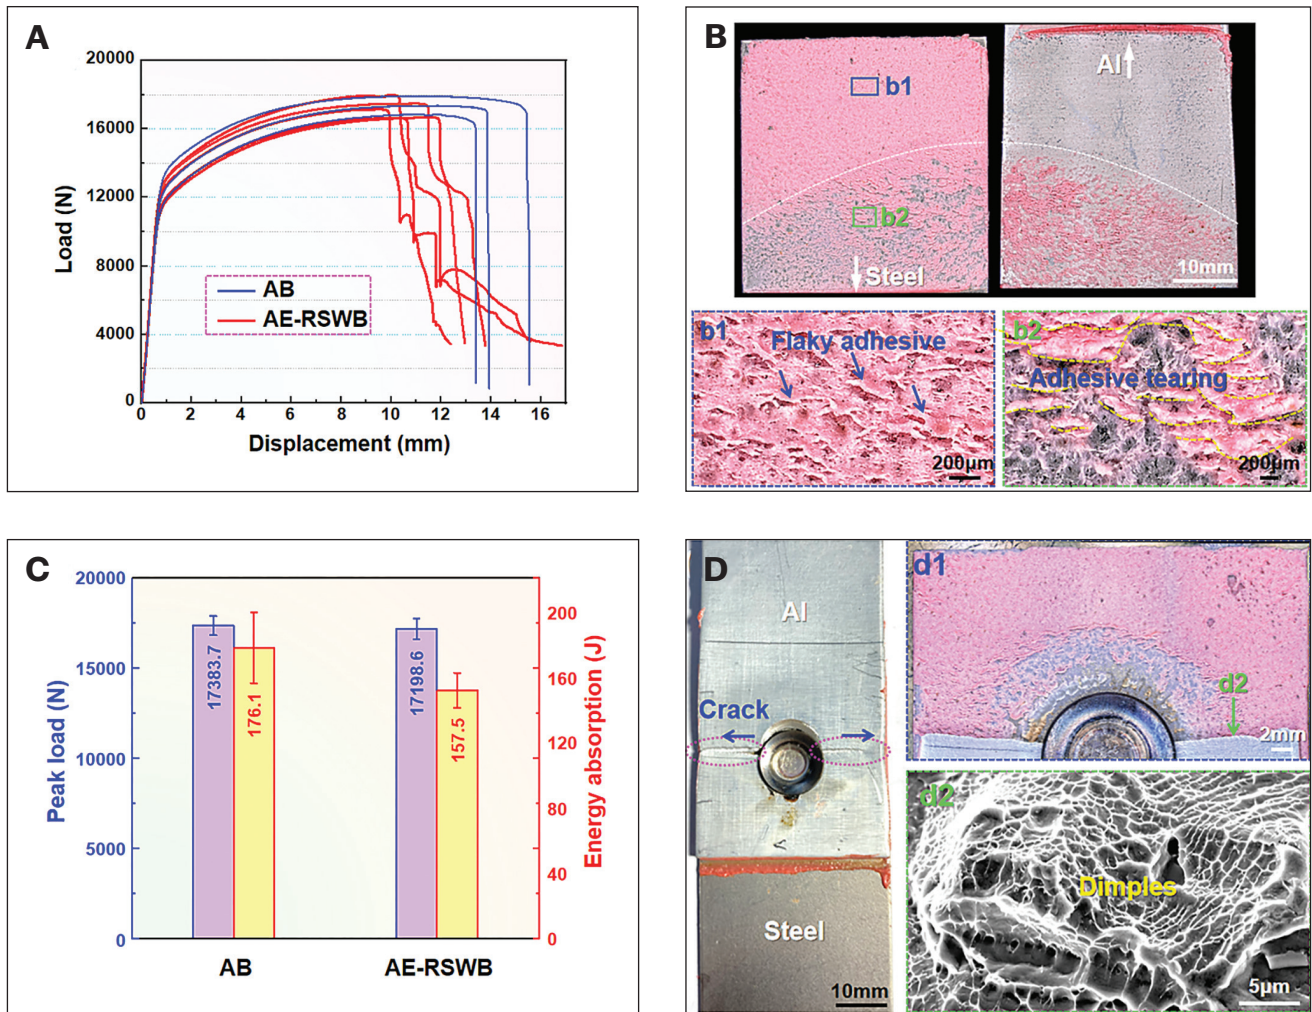 A
20000
16000
12000
8000
4000
0
Load (N)
AB
AE-RSWB
0 2 4 6 8 10 12 14 16
Displacement (mm)
B
b1
b2
Steel
Al
10mm
b1
Flaky adhesive
200μm
b2
Adhesive tearing
200μm
C
20000
15000
10000
5000
0
Peak load (N)
17383.7
176.1
17198.6
157.5
200
160
120
80
40
0
Energy absorption (J)
AB AE-RSWB
D
Al
Crack
Steel
10mm
d1
d2
2mm
d2
Dimples
5μm